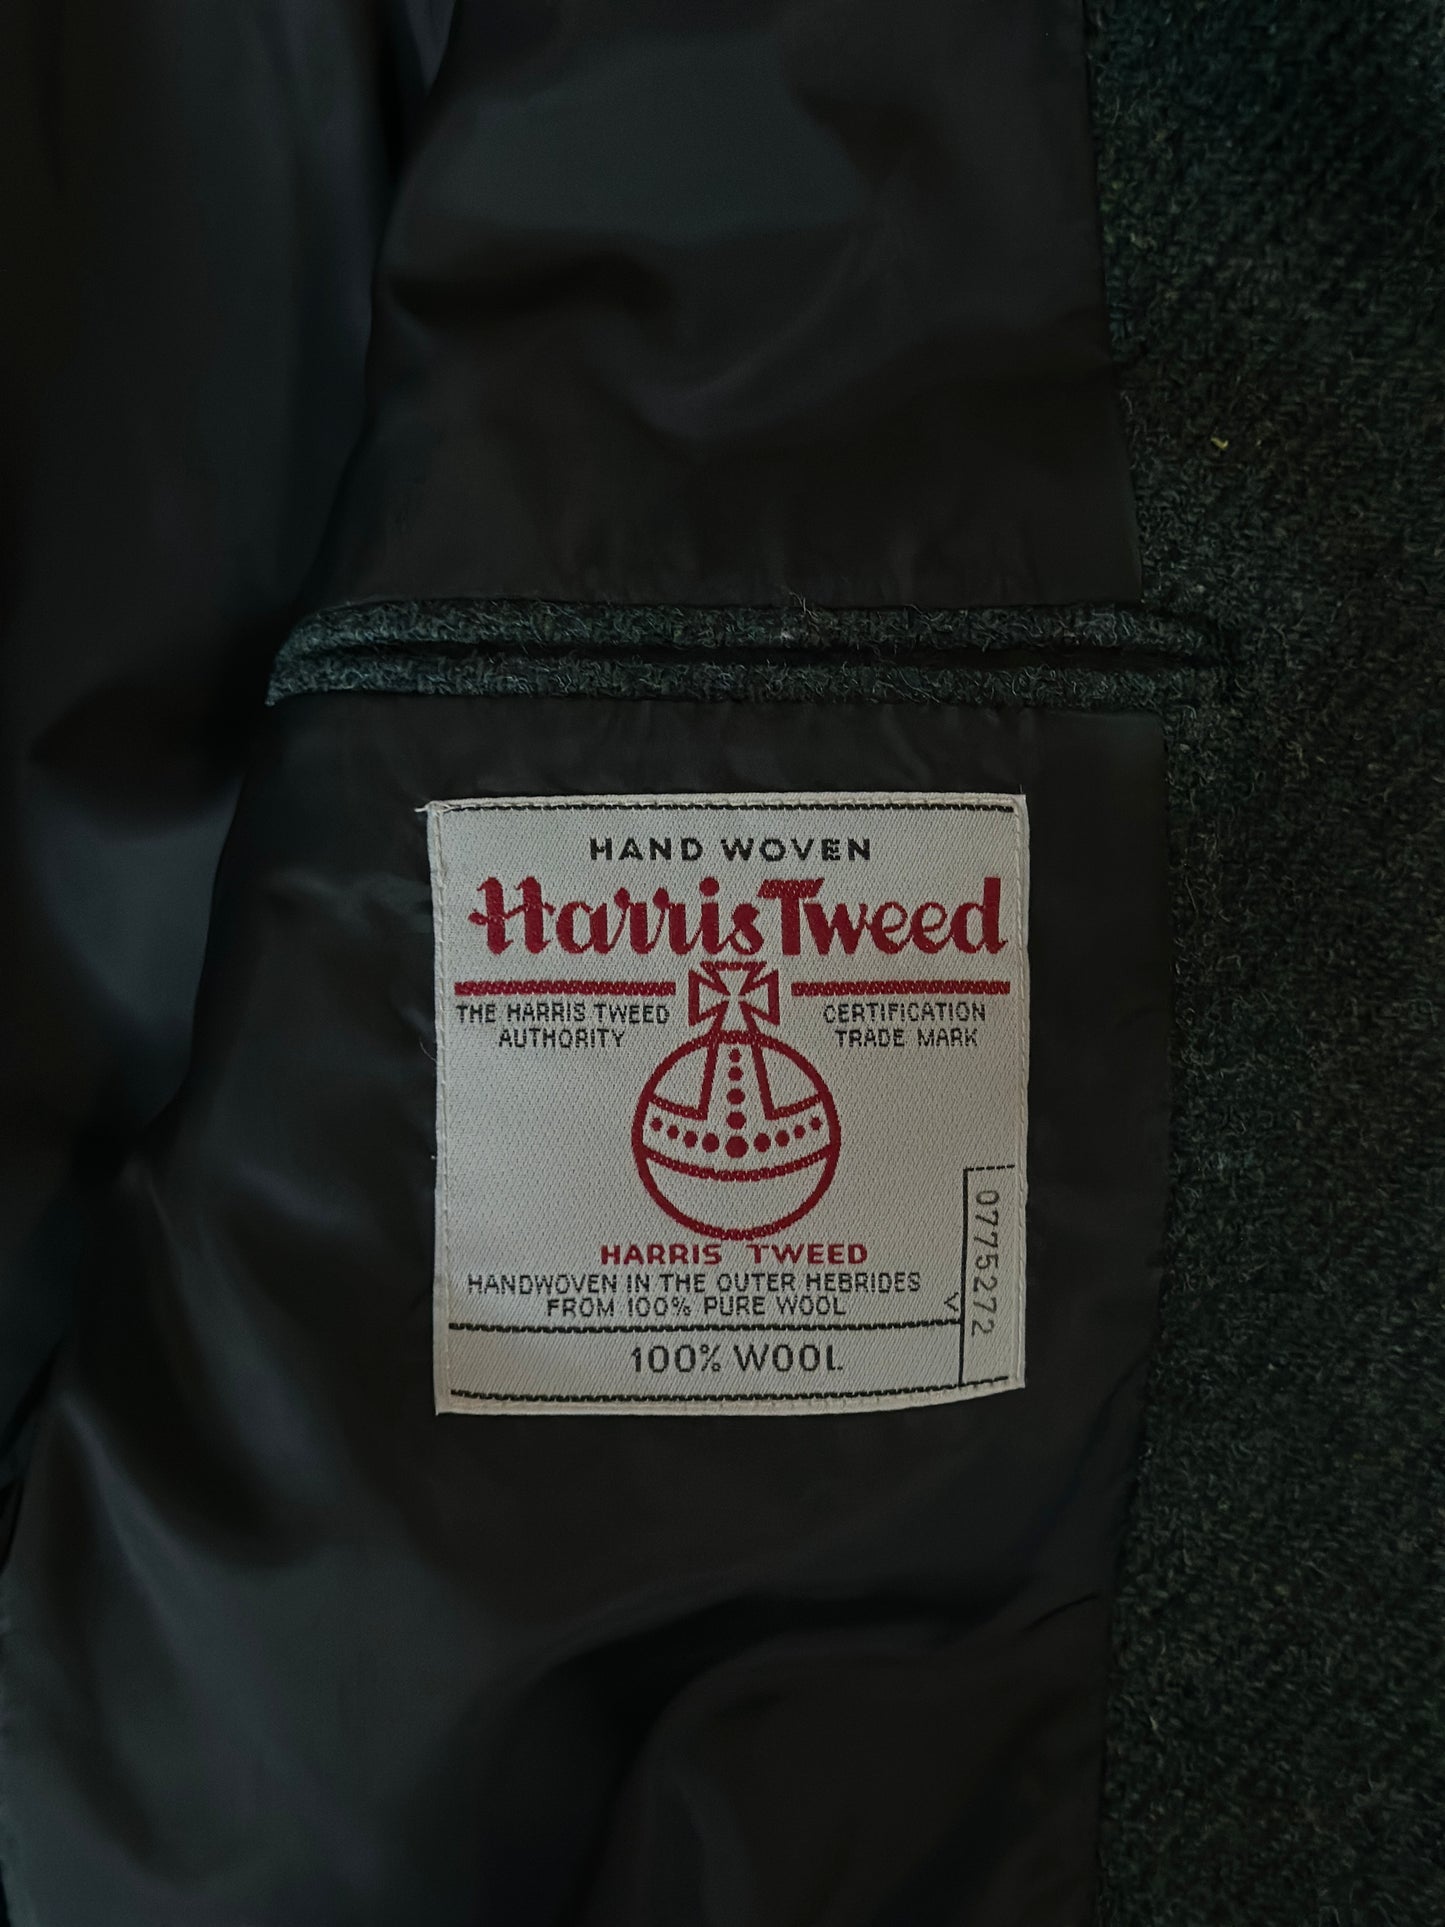 HAND WOVEN
Harris Tweed
THE HARRIS TWEED
AUTHORITY
CERTIFICATION
TRADE MARK
HARRIS TWEED
HANDWOVEN IN THE OUTER HEBRIDES
FROM 100% PURE WOOL
V
0775272
100% WOOL